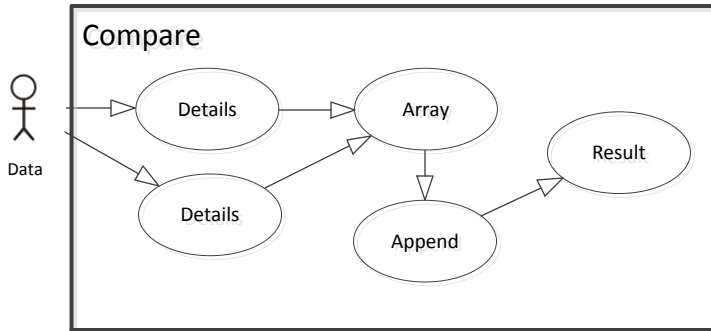 Compare
Details
Array
Result
Data
Details
Append